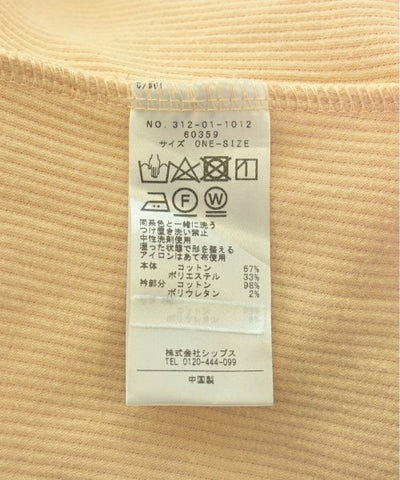 NO. 312-01-1012
60359
サイズ ONE-SIZE
F W
同系色と一緒に洗う
つけ置き洗い禁止
中性洗剤使用
湿った状態で形を整える
アイロンはあて布使用
本体 コットン 67%
ポリエステル 33%
衿部分 コットン 98%
ポリウレタン 2%
株式会社シップス
TEL 0120-444-099
中国製